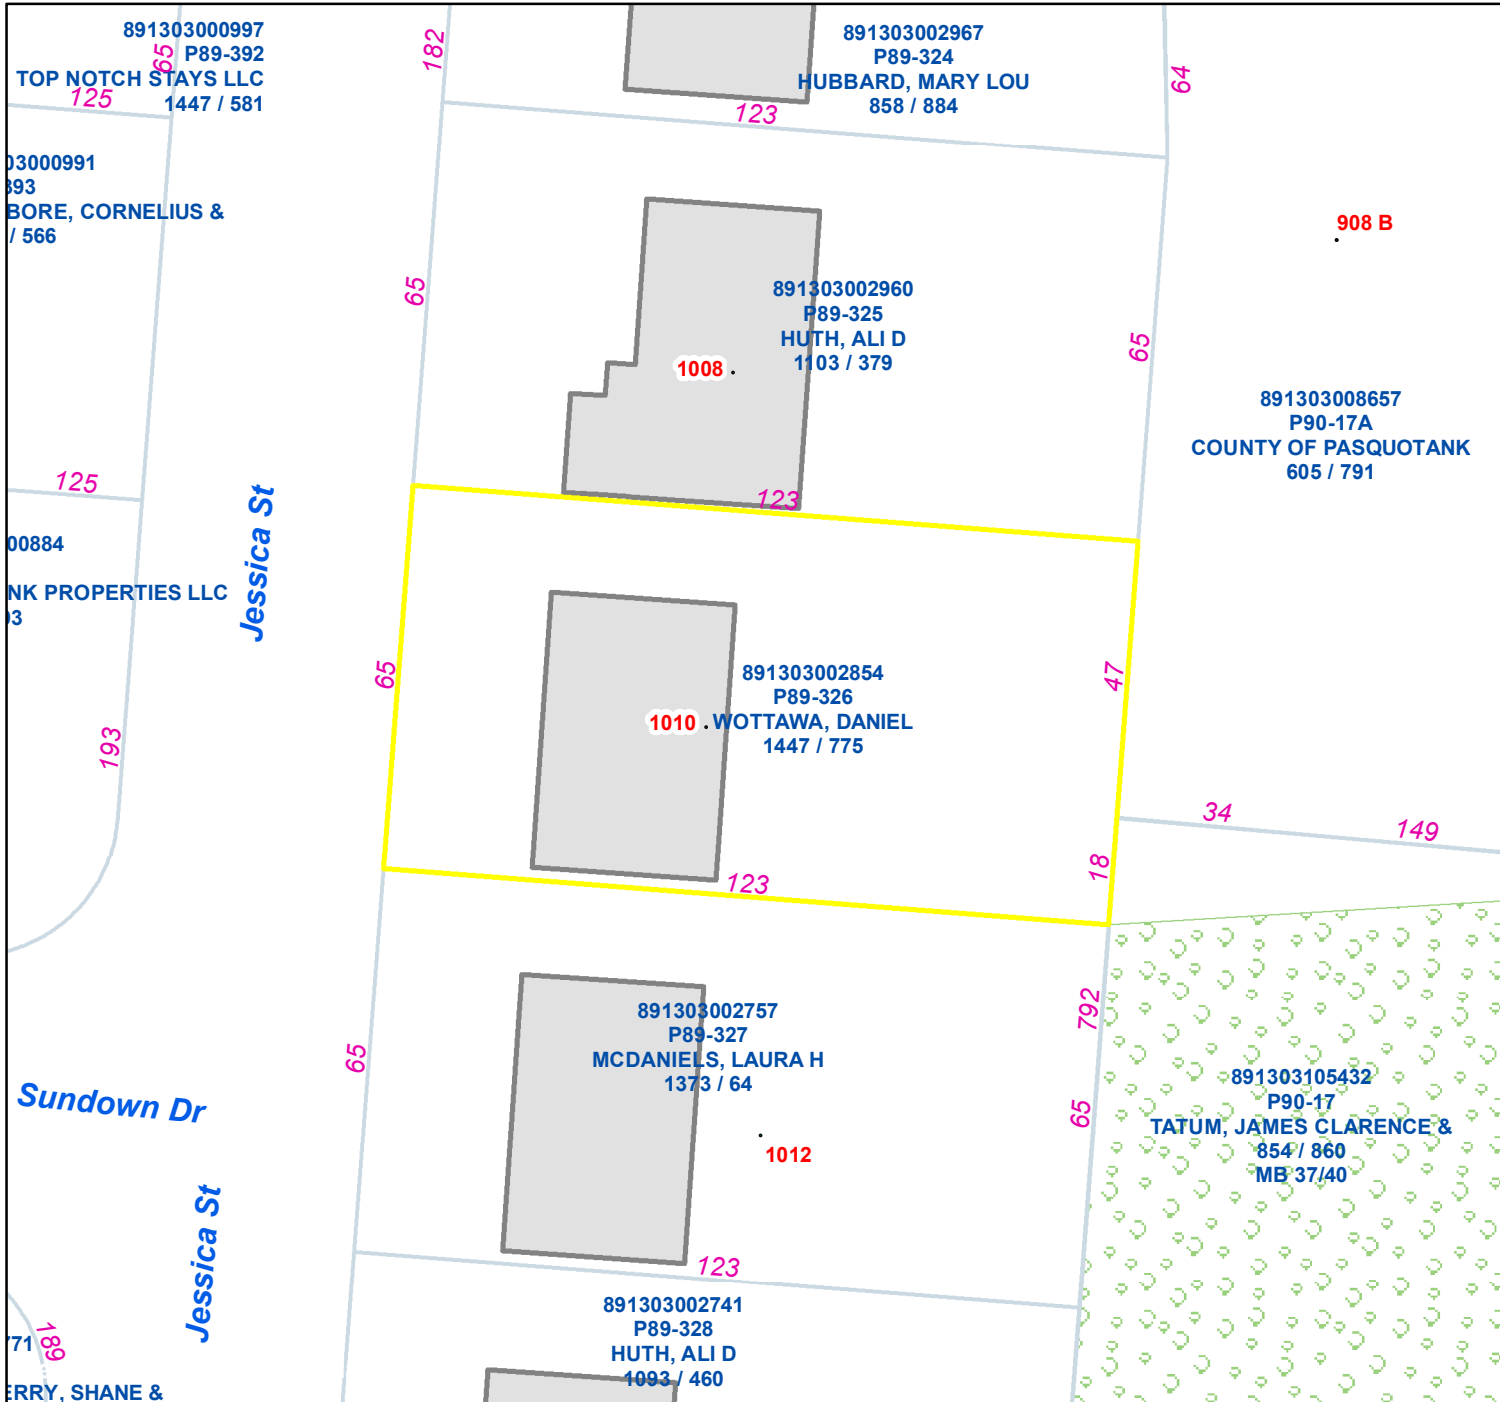 891303000997
P89-392
TOP NOTCH STAYS LLC
1447 / 581
65
125
182
891303002967
P89-324
HUBBARD, MARY LOU
858 / 884
123
64
03000991
393
BORE, CORNELIUS &
/ 566
908 B
65
891303002960
P89-325
HUTH, ALI D
1103 / 379
1008
65
891303008657
P90-17A
COUNTY OF PASQUOTANK
605 / 791
125
123
Jessica St
00884
NK PROPERTIES LLC
03
193
65
891303002854
P89-326
WOTTAWA, DANIEL
1447 / 775
1010
47
34
149
18
123
891303002757
P89-327
MCDANIELS, LAURA H
1373 / 64
1012
65
792
65
Sundown Dr
891303105432
P90-17
TATUM, JAMES CLARENCE &
854 / 860
MB 37/40
Jessica St
123
891303002741
P89-328
HUTH, ALI D
1093 / 460
771
189
ERRY, SHANE &